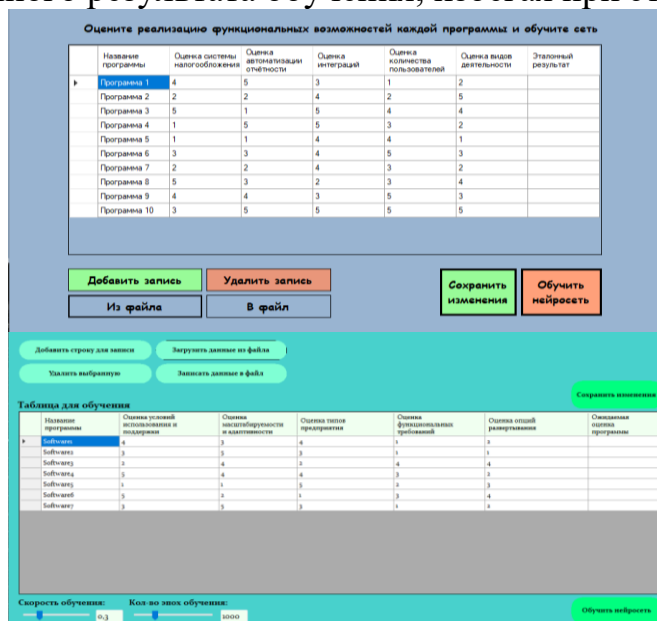 ного результата обучения, избегая при о
Оцените реализацию функциональных возможностей каждой программы и обучите сеть
Название программы Оценка системы налогообложения Оценка автоматизации отчётности Оценка интеграций Оценка количества пользователей Оценка видов деятельности Эталонный результат
Программа 1 4 5 3 1 2
Программа 2 2 2 4 2 5
Программа 3 5 1 5 4 4
Программа 4 1 5 5 3 2
Программа 5 1 1 4 4 1
Программа 6 3 3 4 5 3
Программа 7 2 2 4 3 2
Программа 8 5 3 2 3 4
Программа 9 4 4 3 5 3
Программа 10 3 5 5 5 5
Добавить запись Удалить запись
Сохранить изменения Обучить нейросеть
Из файла В файл
Добавить строку для записи Загрузить данные из файла
Удалить выбранную Записать данные в файл
Сохранить изменения
Таблица для обучения
Название программы Оценка условий использования и поддержки Оценка масштабируемости и адаптивности Оценка типов предприятия Оценка функциональных требований Оценка опций развертывания Ожидаемая оценка программы
Software1 4 3 4 1 2
Software2 3 5 3 1 1
Software3 2 4 2 4 4
Software4 5 4 4 3 2
Software5 1 1 5 2 3
Software6 5 2 1 3 4
Software7 3 5 3 1 2
Скорость обучения: Кол-во эпох обучения:
0,3 1000
Обучить нейросеть